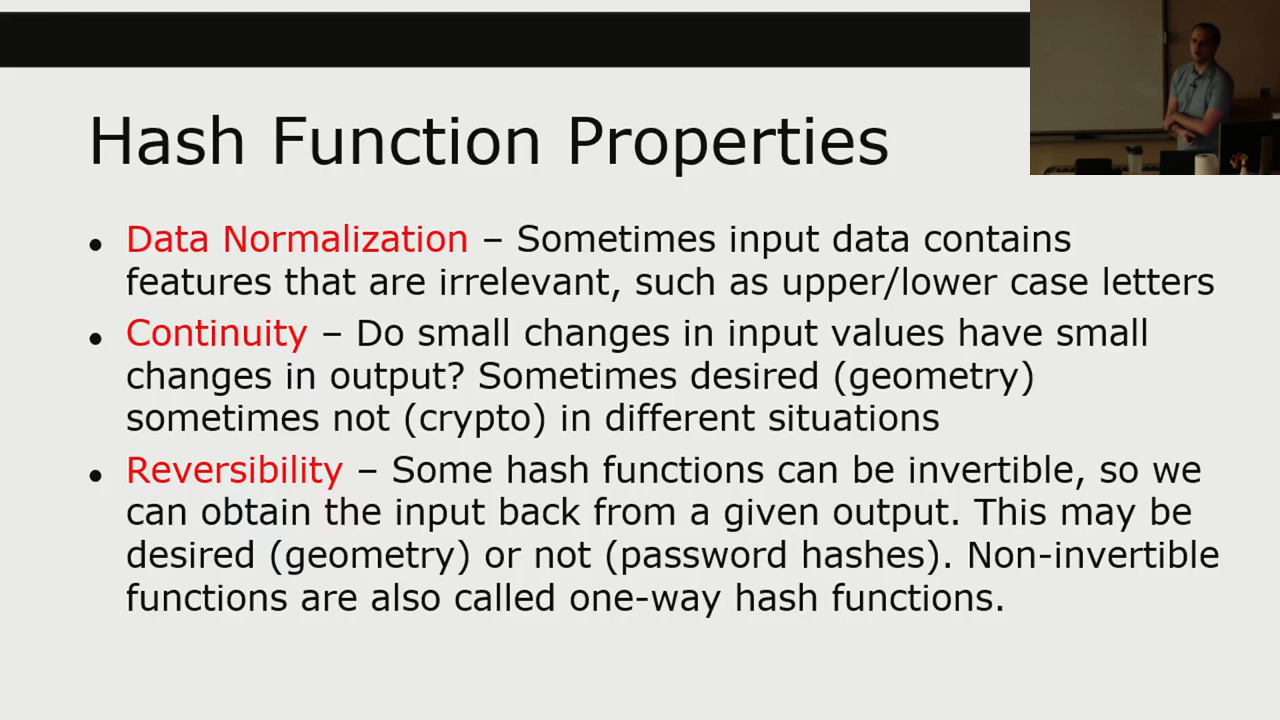 Hash Function Properties
• Data Normalization – Sometimes input data contains
features that are irrelevant, such as upper/lower case letters
• Continuity – Do small changes in input values have small
changes in output? Sometimes desired (geometry)
sometimes not (crypto) in different situations
• Reversibility – Some hash functions can be invertible, so we
can obtain the input back from a given output. This may be
desired (geometry) or not (password hashes). Non-invertible
functions are also called one-way hash functions.